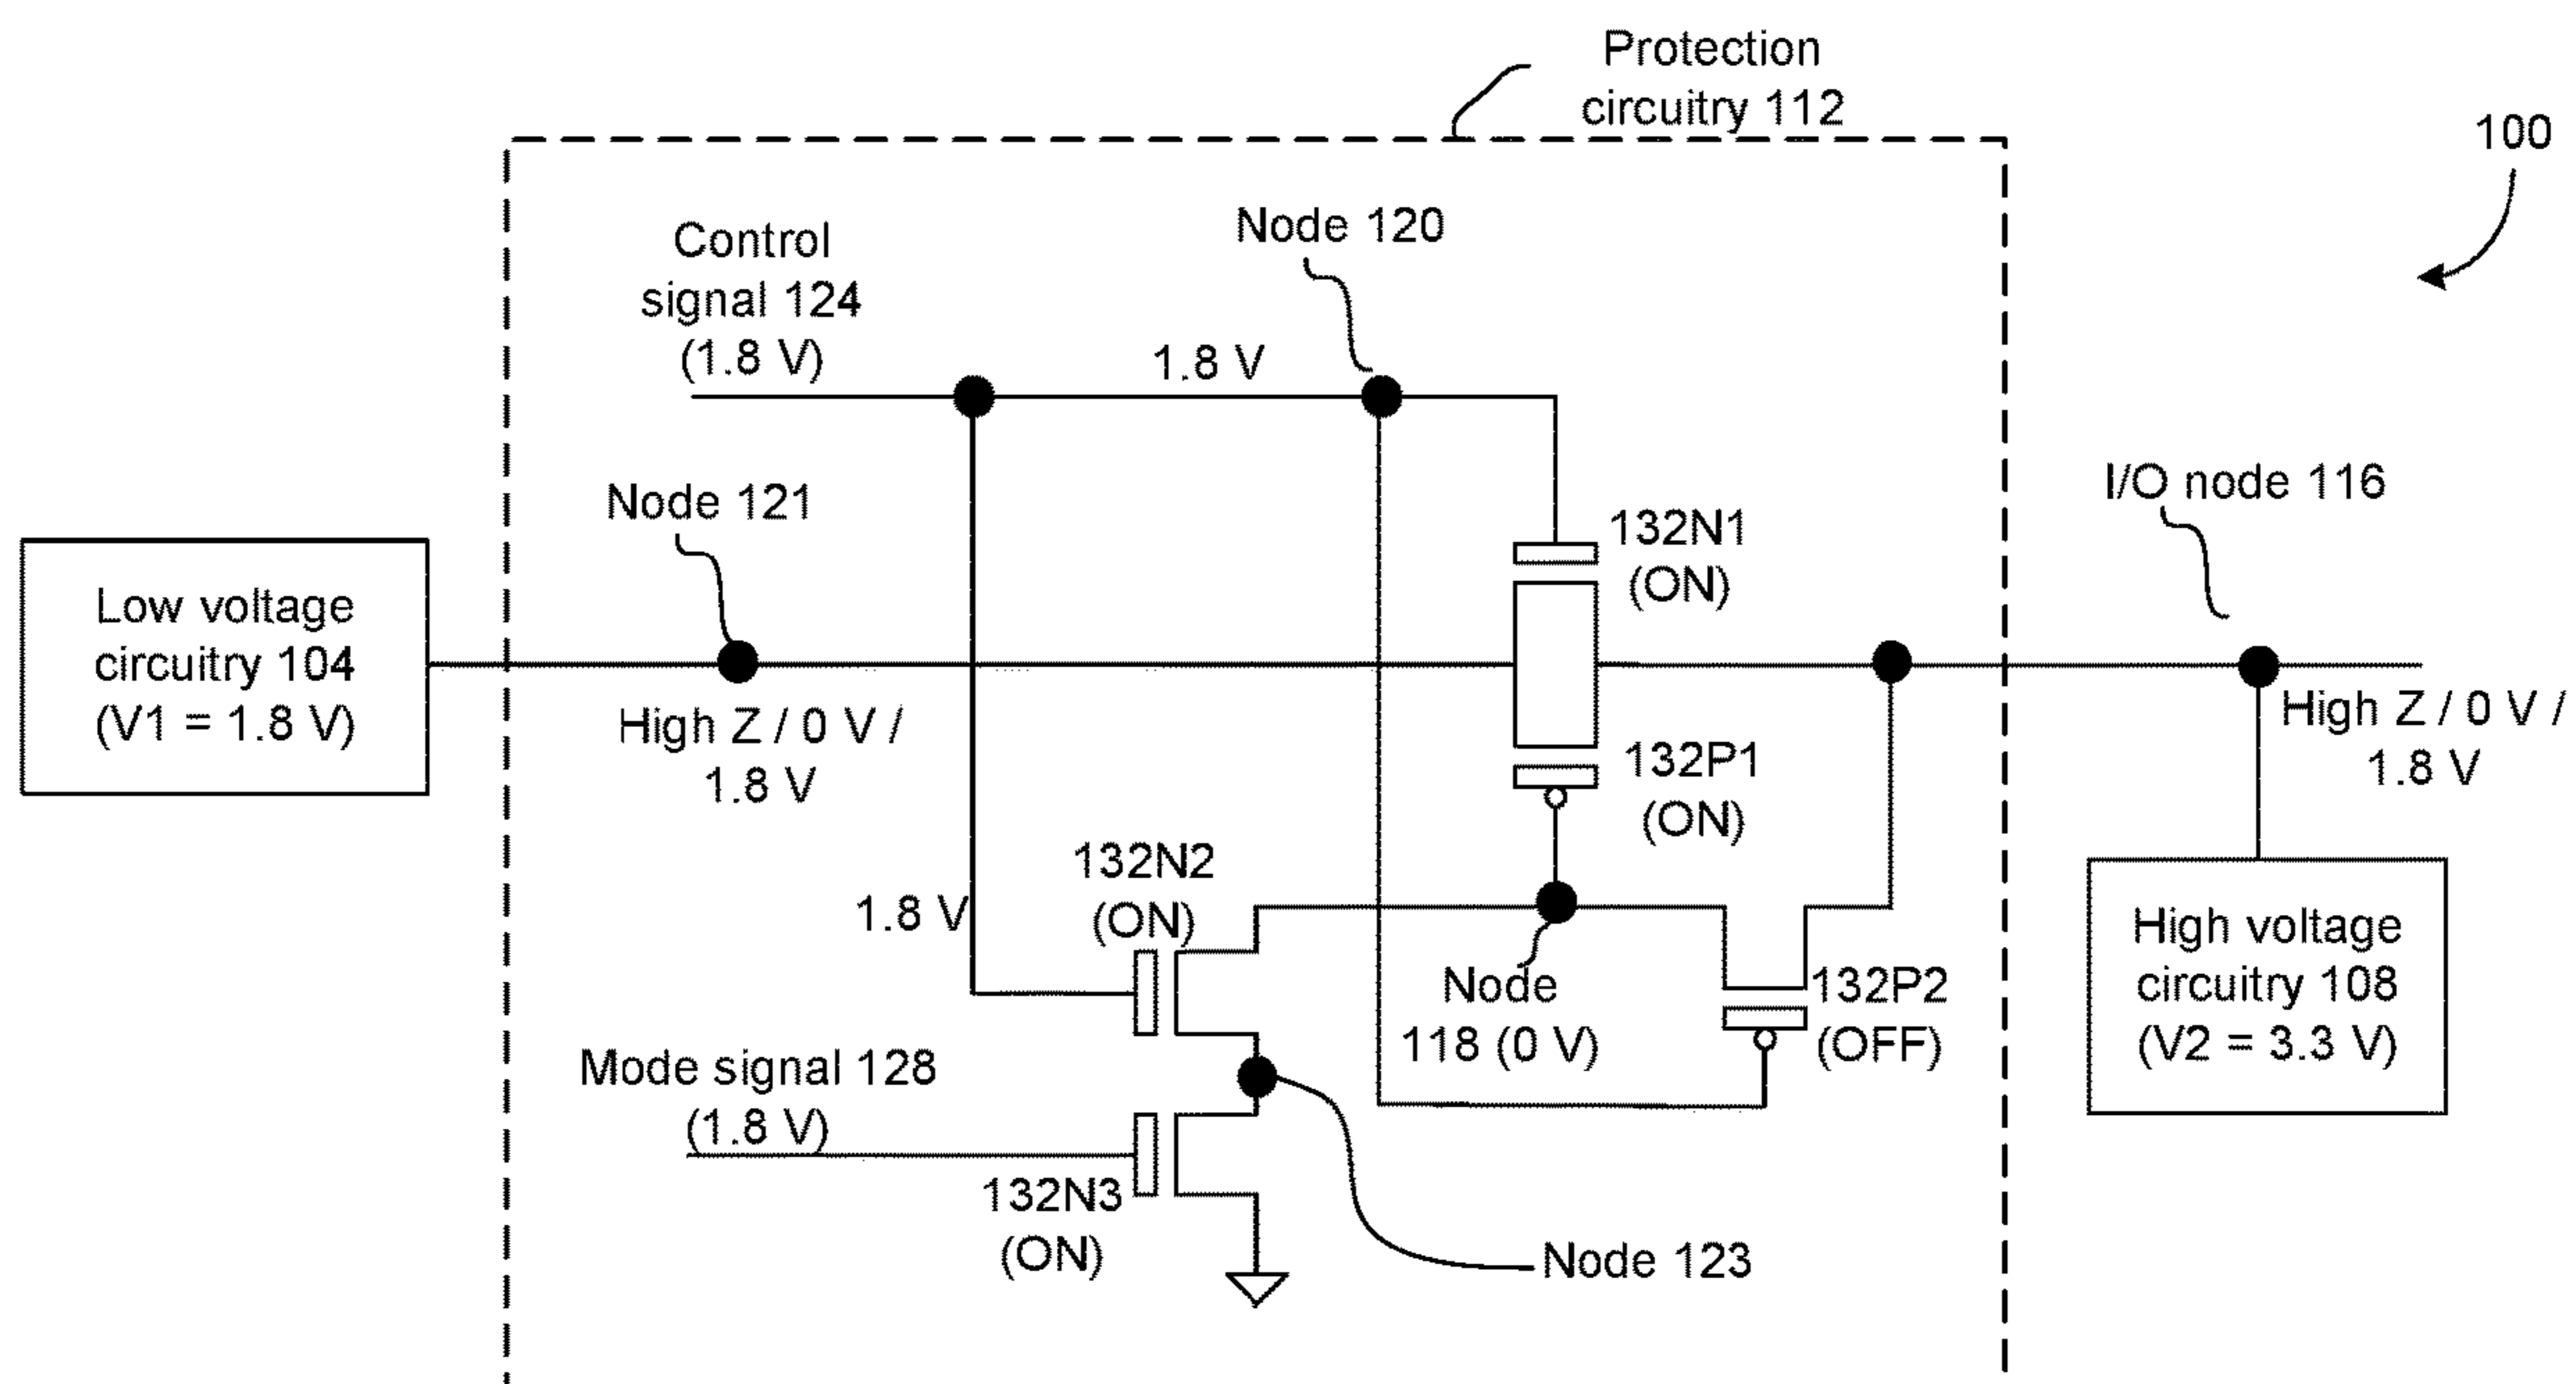 Protection
circuitry 112
100
Control
signal 124
(1.8 V)
Node 120
1.8 V
Node 121
132N1
(ON)
I/O node 116
Low voltage
circuitry 104
(V1 = 1.8 V)
High Z / 0 V /
1.8 V
High Z / 0 V /
1.8 V
132P1
(ON)
132N2
(ON)
1.8 V
Node
118 (0 V)
132P2
(OFF)
High voltage
circuitry 108
(V2 = 3.3 V)
Mode signal 128
(1.8 V)
132N3
(ON)
Node 123